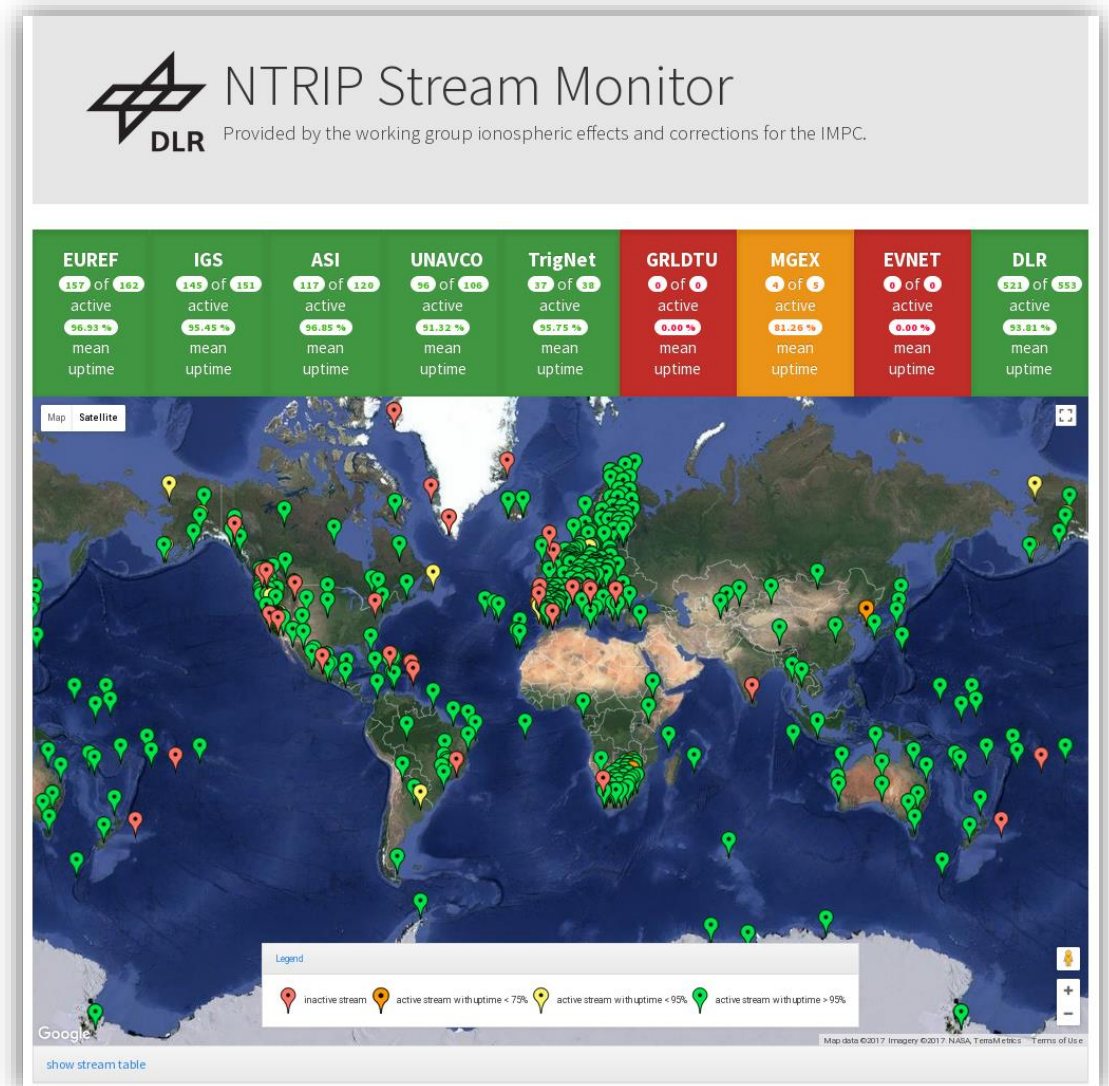 DLR
NTRIP Stream Monitor
Provided by the working group ionospheric effects and corrections for the IMPC.
EUREF
157 of 162
active
96.93 %
mean
uptime
IGS
145 of 151
active
95.45 %
mean
uptime
ASI
117 of 120
active
96.85 %
mean
uptime
UNAVCO
96 of 106
active
91.32 %
mean
uptime
TrigNet
37 of 38
active
95.75 %
mean
uptime
GRLDTU
0 of 0
active
0.00 %
mean
uptime
MGEX
4 of 5
active
81.26 %
mean
uptime
EVNET
0 of 0
active
0.00 %
mean
uptime
DLR
521 of 553
active
93.81 %
mean
uptime
Map Satellite
Legend
inactive stream active stream with uptime < 75% active stream with uptime < 95% active stream with uptime > 95%
+
−
Google
Map data ©2017 Imagery ©2017 NASA, TerraMetrics Terms of Use
show stream table